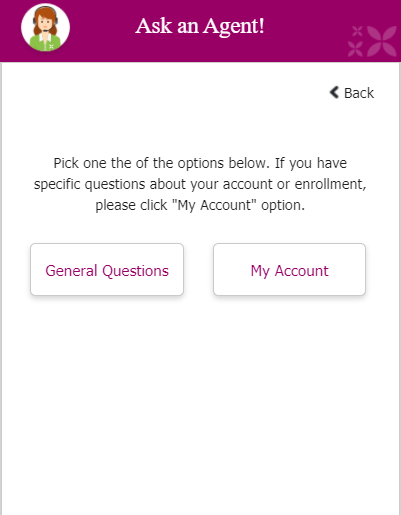 Ask an Agent!
Back
Pick one the of the options below. If you have
specific questions about your account or enrollment,
please click "My Account" option.
General Questions
My Account